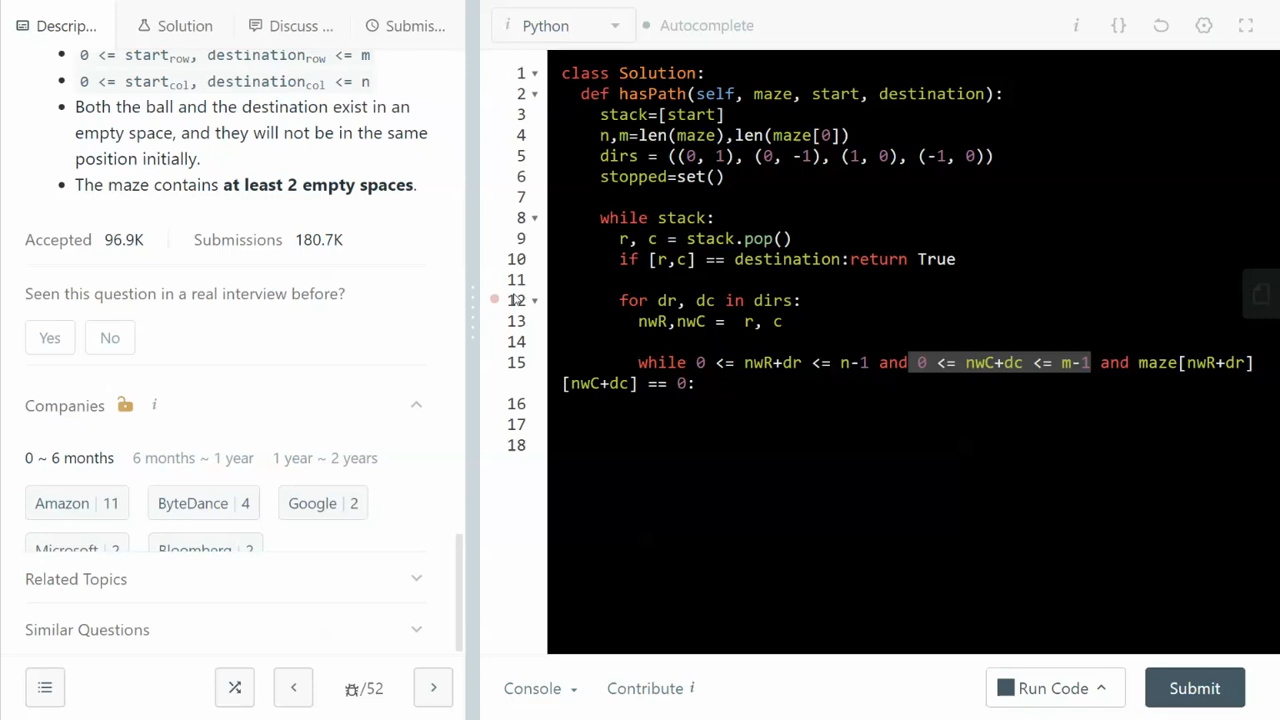 Descrip...
Solution
Discuss ...
Submis...
i
Python
Autocomplete
i
{}
0 <= startrow, destinationrow <= m
0 <= startcol, destinationcol <= n
Both the ball and the destination exist in an
empty space, and they will not be in the same
position initially.
The maze contains at least 2 empty spaces.
Accepted 96.9K
Submissions 180.7K
Seen this question in a real interview before?
Yes
No
Companies
i
0 ~ 6 months
6 months ~ 1 year
1 year ~ 2 years
Amazon | 11
ByteDance | 4
Google | 2
Microsoft | 2
Bloomberg | 2
Related Topics
Similar Questions
/52
1 class Solution:
2 def hasPath(self, maze, start, destination):
3 stack=[start]
4 n,m=len(maze),len(maze[0])
5 dirs = ((0, 1), (0, -1), (1, 0), (-1, 0))
6 stopped=set()
7
8 while stack:
9 r, c = stack.pop()
10 if [r,c] == destination:return True
11
12 for dr, dc in dirs:
13 nwR,nwC = r, c
14
15 while 0 <= nwR+dr <= n-1 and 0 <= nwC+dc <= m-1 and maze[nwR+dr]
[nwC+dc] == 0:
16
17
18
Console
Contribute i
Run Code
Submit